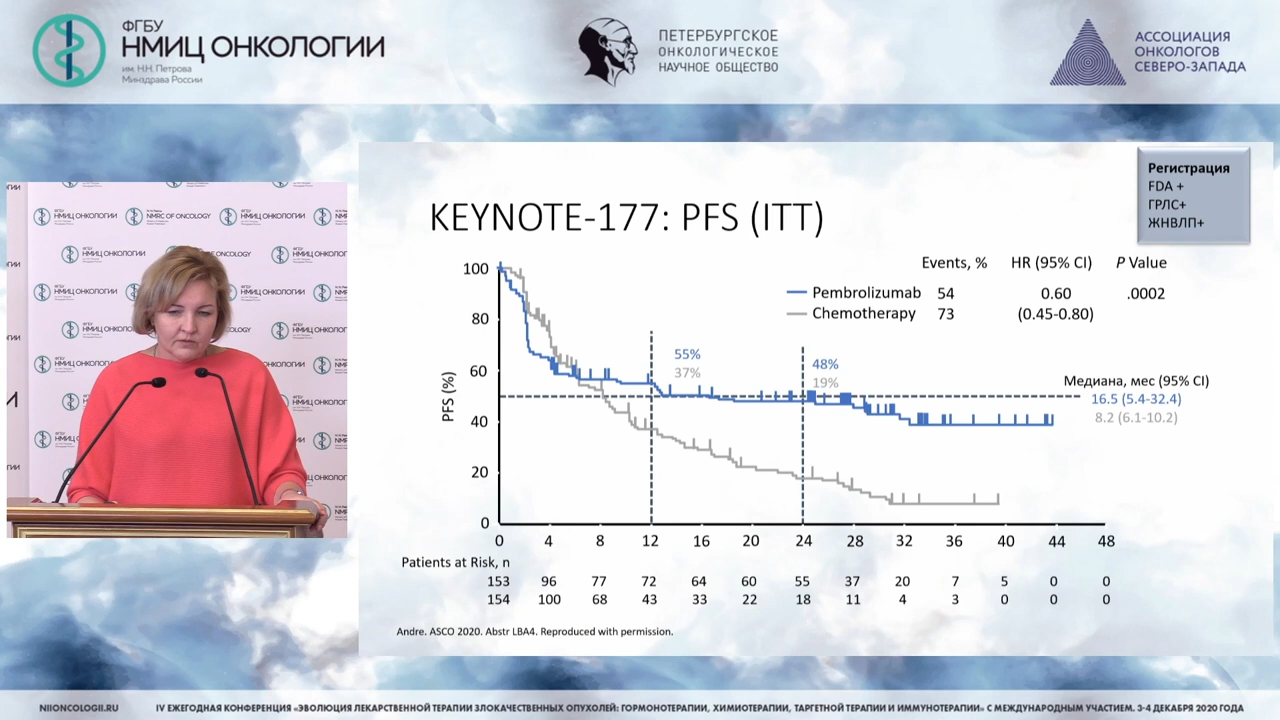 ФГБУ
НМИЦ ОНКОЛОГИИ
им. Н.Н. Петрова
Минздрава России
ПЕТЕРБУРГСКОЕ
ОНКОЛОГИЧЕСКОЕ
НАУЧНОЕ ОБЩЕСТВО
АССОЦИАЦИЯ
ОНКОЛОГОВ
СЕВЕРО-ЗАПАДА
НМИЦ ОНКОЛОГИИ
NMRC OF ONCOLOGY
НМИЦ ОНКОЛОГИИ
Регистрация
FDA +
ГРЛС+
ЖНВЛП+
KEYNOTE-177: PFS (ITT)
Events, % HR (95% CI) P Value
Pembrolizumab 54 0.60 .0002
Chemotherapy 73 (0.45-0.80)
PFS (%)
100
80
60
40
20
0
55%
37%
48%
19%
Медиана, мес (95% CI)
16.5 (5.4-32.4)
8.2 (6.1-10.2)
0 4 8 12 16 20 24 28 32 36 40 44 48
Patients at Risk, n
153 96 77 72 64 60 55 37 20 7 5 0 0
154 100 68 43 33 22 18 11 4 3 0 0 0
Andre. ASCO 2020. Abstr LBA4. Reproduced with permission.
NIIONCOLOGII.RU
IV ЕЖЕГОДНАЯ КОНФЕРЕНЦИЯ «ЭВОЛЮЦИЯ ЛЕКАРСТВЕННОЙ ТЕРАПИИ ЗЛОКАЧЕСТВЕННЫХ ОПУХОЛЕЙ: ГОРМОНОТЕРАПИИ, ХИМИОТЕРАПИИ, ТАРГЕТНОЙ ТЕРАПИИ И ИММУНОТЕРАПИИ» С МЕЖДУНАРОДНЫМ УЧАСТИЕМ. 3-4 ДЕКАБРЯ 2020 ГОДА